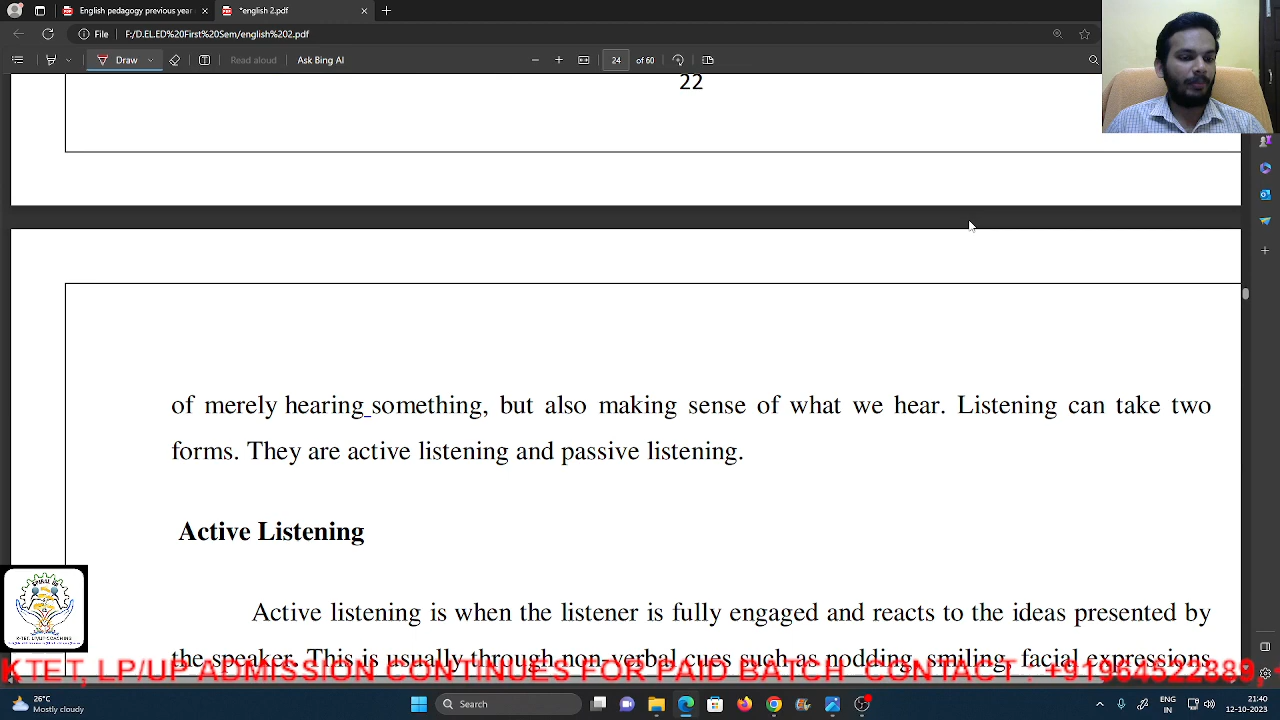 English pedagogy previous year
*english 2.pdf
File
F:/D.ELED%20First%20Sem/english%202.pdf
Draw
Read aloud
Ask Bing AI
24 of 60
22
of merely hearing something, but also making sense of what we hear. Listening can take two
forms. They are active listening and passive listening.
Active Listening
Active listening is when the listener is fully engaged and reacts to the ideas presented by
the speaker. This is usually through non-verbal cues such as nodding, smiling, facial expressions
KTET, LP/UP ADMISSION CONTINUES FOR PAID BATCH CONTACT : +91964522889
26°C
Mostly cloudy
Search
ENG
IN
21:40
12-10-2023